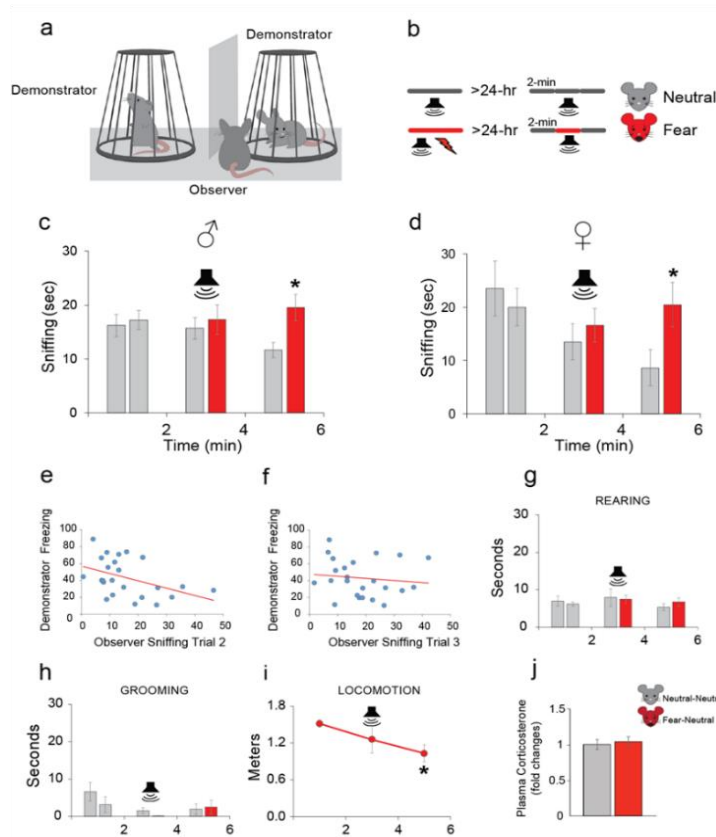 a
Demonstrator
Demonstrator
Observer
b
>24-hr
2-min
Neutral
>24-hr
2-min
Fear
c
♂
Sniffing (sec)
30
20
10
0
*
2
4
6
Time (min)
d
♀
Sniffing (sec)
30
20
10
0
*
2
4
6
Time (min)
e
Demonstrator Freezing
100
80
60
40
20
0
0
10
20
30
40
50
Observer Sniffing Trial 2
f
Demonstrator Freezing
100
80
60
40
20
0
0
10
20
30
40
50
Observer Sniffing Trial 3
g
REARING
Seconds
30
20
10
0
2
4
6
h
GROOMING
Seconds
30
20
10
0
2
4
6
i
LOCOMOTION
Meters
1.8
1.2
0.6
0.0
*
0
2
4
6
j
Neutral-Neutr
Fear-Neutral
Plasma Corticosterone
(fold changes)
1.5
1
0.5
0